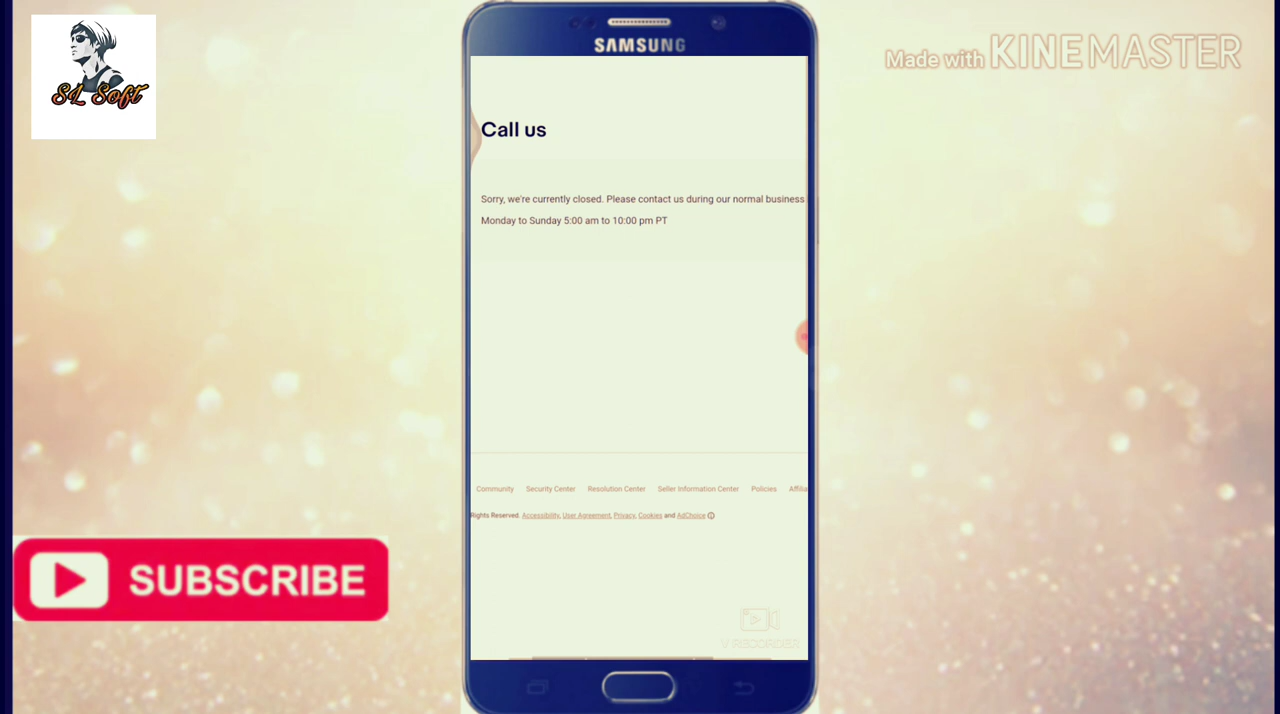 SL Soft
Made with KINEMASTER
SAMSUNG
Call us
Sorry, we're currently closed. Please contact us during our normal business
Monday to Sunday 5:00 am to 10:00 pm PT
Community Security Center Resolution Center Seller Information Center Policies
Rights Reserved. Accessibility, User Agreement, Privacy, Cookies and AdChoice
SUBSCRIBE
V RECORDER